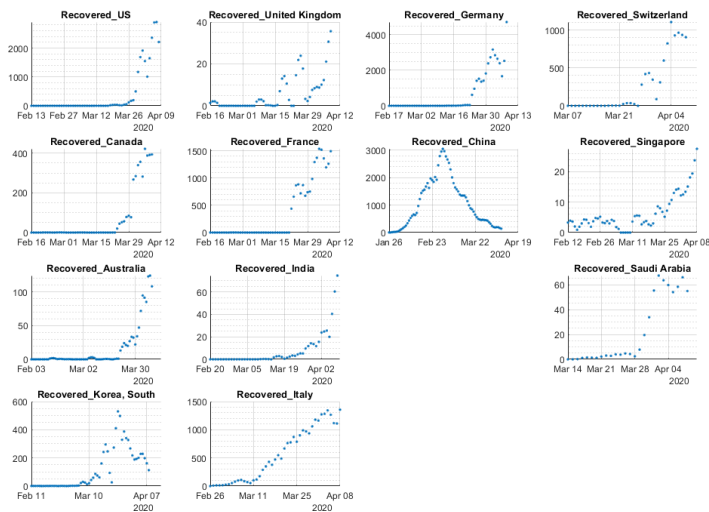 Recovered_US
2000
1000
0
Feb 13 Feb 27 Mar 12 Mar 26 Apr 09
2020
Recovered_United Kingdom
40
20
0
Feb 16 Mar 01 Mar 15 Mar 29 Apr 12
2020
Recovered_Germany
4000
2000
0
Feb 17 Mar 02 Mar 16 Mar 30 Apr 13
2020
Recovered_Switzerland
1000
500
0
Mar 07 Mar 21 Apr 04
2020
Recovered_Canada
400
200
0
Feb 16 Mar 01 Mar 15 Mar 29 Apr 12
2020
Recovered_France
1500
1000
500
0
Feb 16 Mar 01 Mar 15 Mar 29 Apr 12
2020
Recovered_China
3000
2000
1000
0
Jan 26 Feb 23 Mar 22 Apr 19
2020
Recovered_Singapore
20
10
0
Feb 12 Feb 26 Mar 11 Mar 25 Apr 08
2020
Recovered_Australia
100
50
0
Feb 03 Mar 02 Mar 30
2020
Recovered_India
60
40
20
0
Feb 20 Mar 05 Mar 19 Apr 02
2020
Recovered_Saudi Arabia
60
40
20
0
Mar 14 Mar 21 Mar 28 Apr 04
2020
Recovered_Korea, South
600
400
200
0
Feb 11 Mar 10 Apr 07
2020
Recovered_Italy
1500
1000
500
0
Feb 26 Mar 11 Mar 25 Apr 08
2020